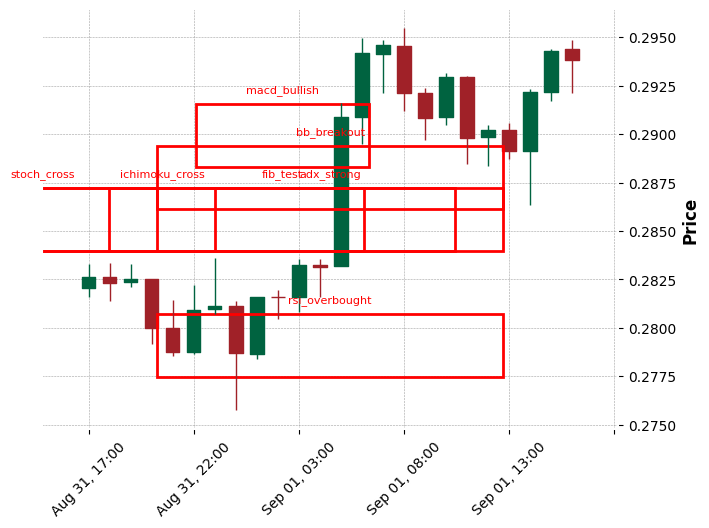 macd_bullish
bb_breakout
stoch_cross
ichimoku_cross
fib_test
adx_strong
rsi_overbought
0.2950
0.2925
0.2900
0.2875
0.2850
0.2825
0.2800
0.2775
0.2750
Price
Aug 31, 17:00
Aug 31, 22:00
Sep 01, 03:00
Sep 01, 08:00
Sep 01, 13:00